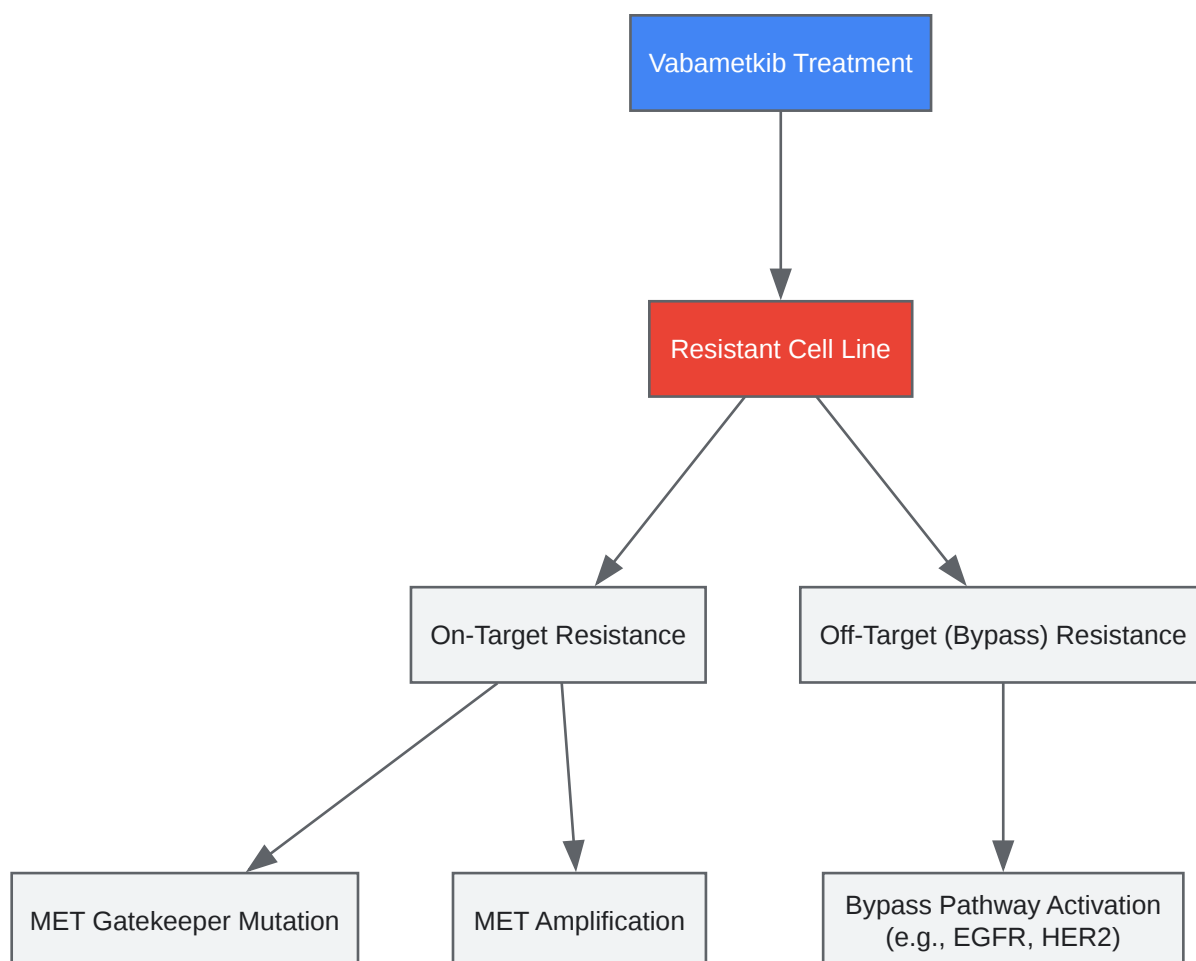 Vabametkib Treatment
Resistant Cell Line
On-Target Resistance
Off-Target (Bypass) Resistance
MET Gatekeeper Mutation
MET Amplification
Bypass Pathway Activation
(e.g., EGFR, HER2)